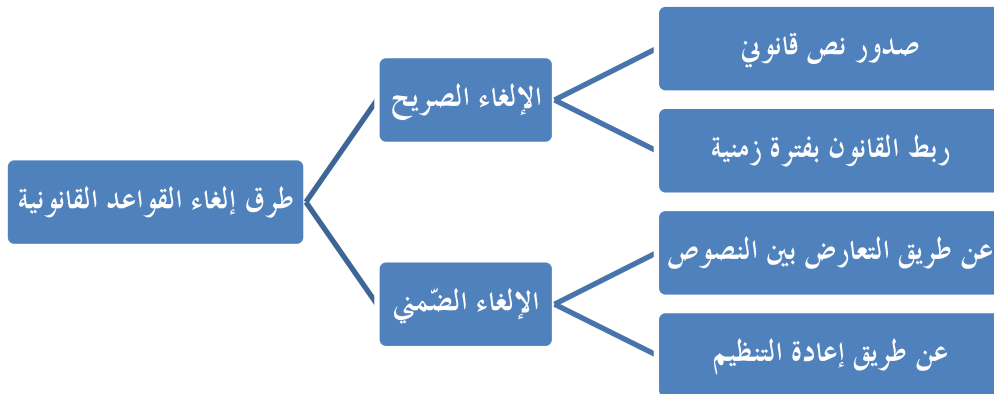 طرق إلغاء القواعد القانونية
الإلغاء الصريح
صدور نص قانوني
ربط القانون بفترة زمنية
الإلغاء الضّمني
عن طريق التعارض بين النصوص
عن طريق إعادة التنظيم